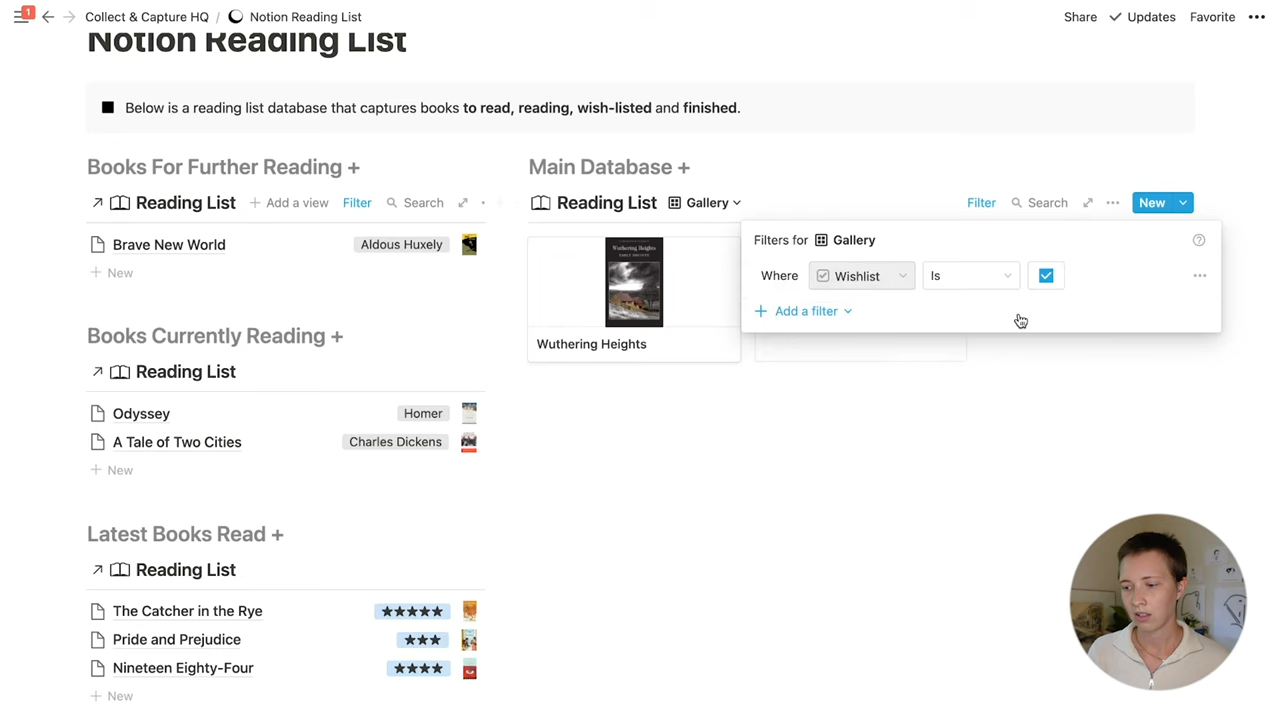 1
Collect & Capture HQ / Notion Reading List
Share Updates Favorite
Notion Reading List
Below is a reading list database that captures books to read, reading, wish-listed and finished.
Books For Further Reading +
Reading List
Add a view
Filter
Search
Brave New World
Aldous Huxely
+ New
Books Currently Reading +
Reading List
Odyssey
Homer
A Tale of Two Cities
Charles Dickens
+ New
Latest Books Read +
Reading List
The Catcher in the Rye
★★★★★
Pride and Prejudice
★★★
Nineteen Eighty-Four
★★★★
+ New
Main Database +
Reading List
Gallery
Filter
Search
New
Wuthering Heights
Wuthering Heights
Filters for Gallery
Where
Wishlist
Is
+ Add a filter